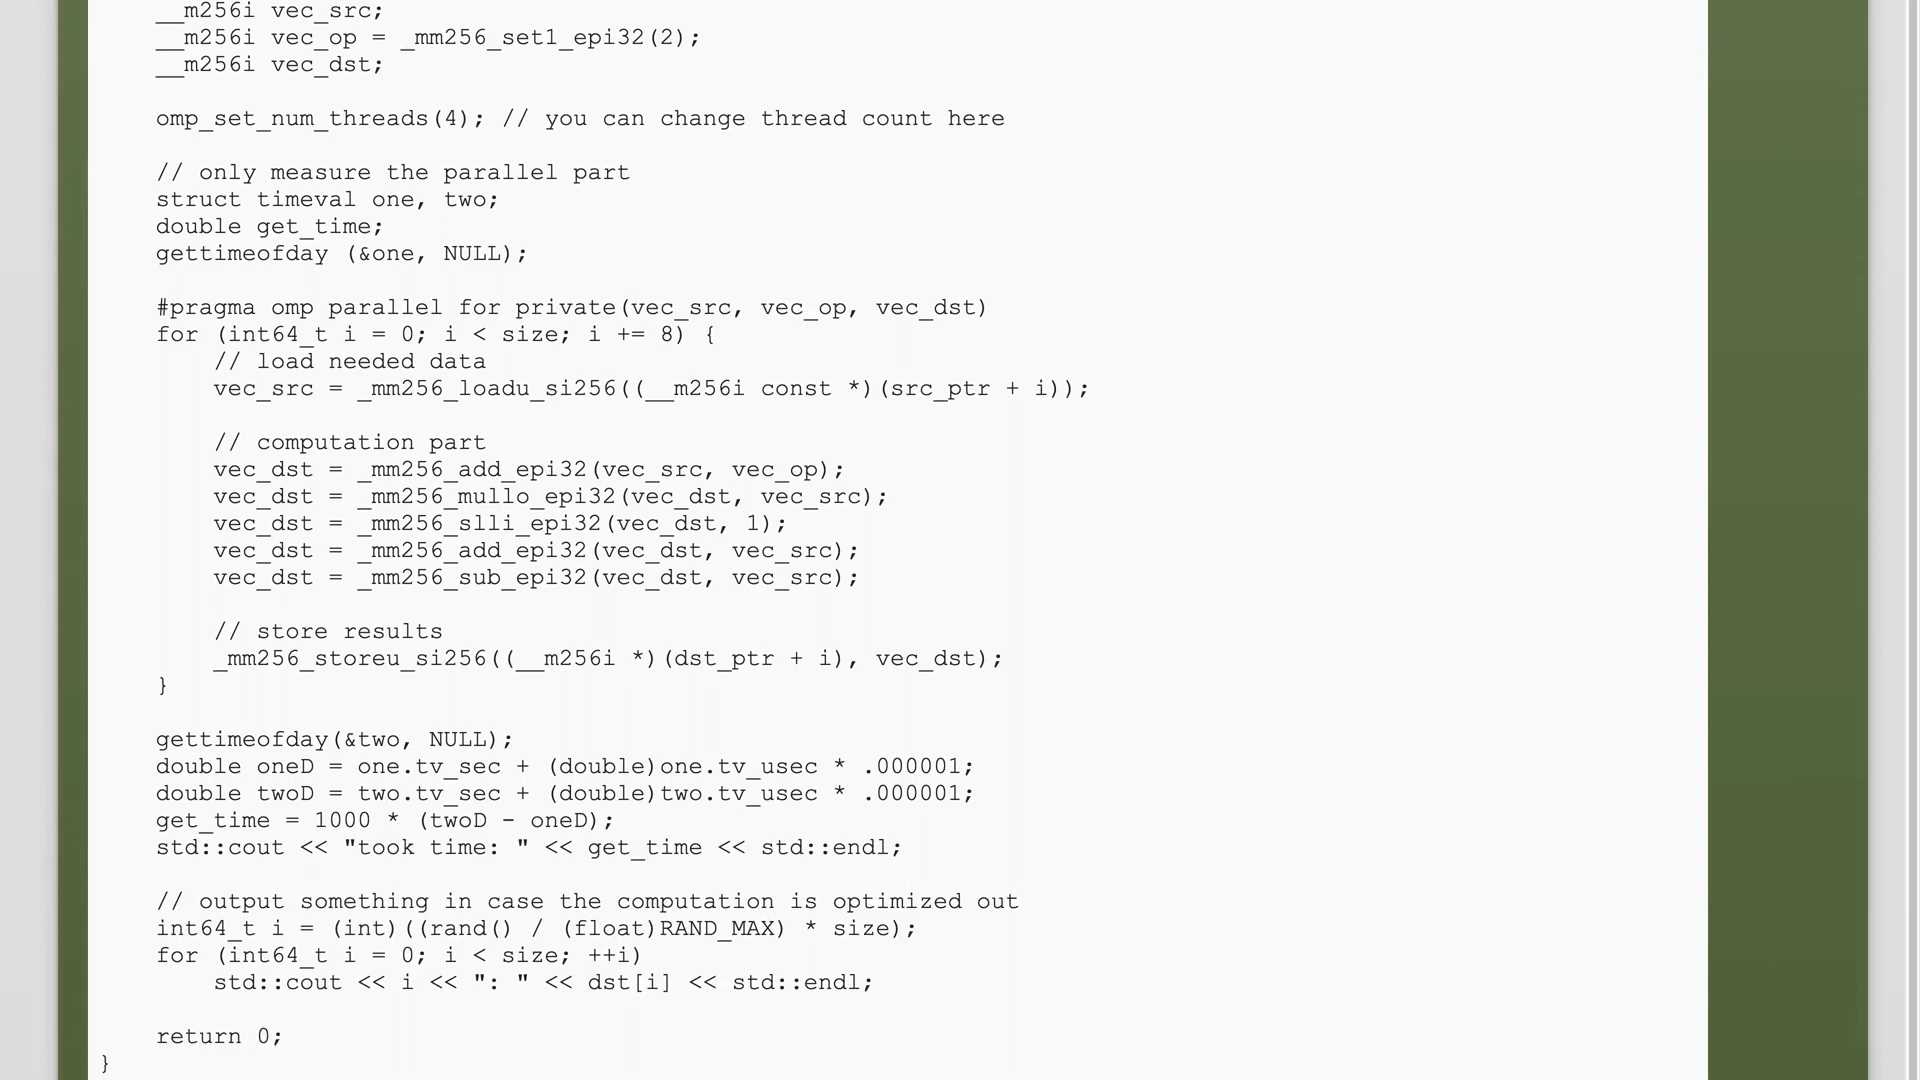 __m256i vec_src;
__m256i vec_op = _mm256_set1_epi32(2);
__m256i vec_dst;
omp_set_num_threads(4); // you can change thread count here
// only measure the parallel part
struct timeval one, two;
double get_time;
gettimeofday (&one, NULL);
#pragma omp parallel for private(vec_src, vec_op, vec_dst)
for (int64_t i = 0; i < size; i += 8) {
// load needed data
vec_src = _mm256_loadu_si256((__m256i const *)(src_ptr + i));
// computation part
vec_dst = _mm256_add_epi32(vec_src, vec_op);
vec_dst = _mm256_mullo_epi32(vec_dst, vec_src);
vec_dst = _mm256_slli_epi32(vec_dst, 1);
vec_dst = _mm256_add_epi32(vec_dst, vec_src);
vec_dst = _mm256_sub_epi32(vec_dst, vec_src);
// store results
_mm256_storeu_si256((__m256i *)(dst_ptr + i), vec_dst);
}
gettimeofday(&two, NULL);
double oneD = one.tv_sec + (double)one.tv_usec * .000001;
double twoD = two.tv_sec + (double)two.tv_usec * .000001;
get_time = 1000 * (twoD - oneD);
std::cout << "took time: " << get_time << std::endl;
// output something in case the computation is optimized out
int64_t i = (int)((rand() / (float)RAND_MAX) * size);
for (int64_t i = 0; i < size; ++i)
std::cout << i << ": " << dst[i] << std::endl;
return 0;
}